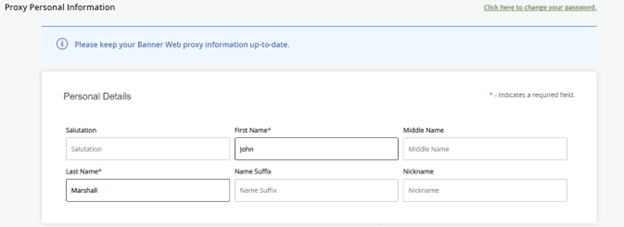 Proxy Personal Information
Click here to change your password.
Please keep your Banner Web proxy information up-to-date.
Personal Details
* - indicates a required field.
Salutation First Name* Middle Name
Salutation John Middle Name
Last Name* Name Suffix Nickname
Marshall Name Suffix Nickname